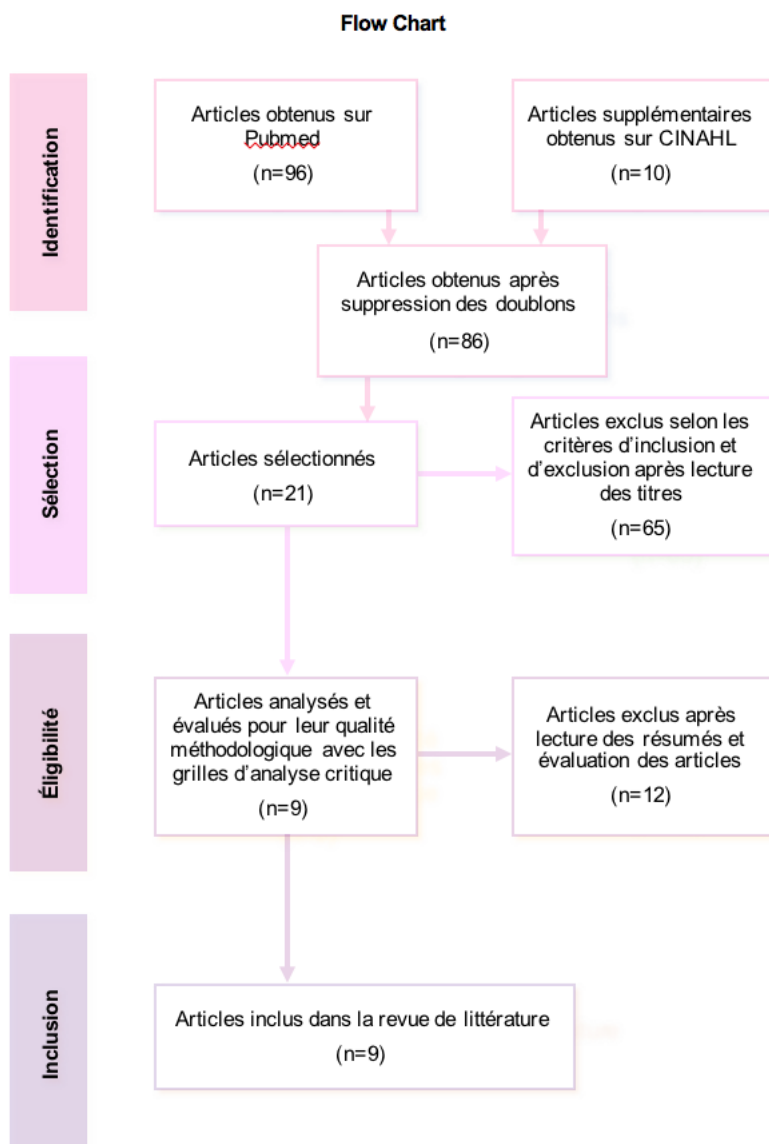 Flow Chart
Identification
Articles obtenus sur
Pubmed
(n=96)
Articles supplémentaires
obtenus sur CINAHL
(n=10)
Articles obtenus après
suppression des doublons
(n=86)
Sélection
Articles sélectionnés
(n=21)
Articles exclus selon les
critères d'inclusion et
d'exclusion après lecture
des titres
(n=65)
Éligibilité
Articles analysés et
évalués pour leur qualité
méthodologique avec les
grilles d'analyse critique
(n=9)
Articles exclus après
lecture des résumés et
évaluation des articles
(n=12)
Inclusion
Articles inclus dans la revue de littérature
(n=9)